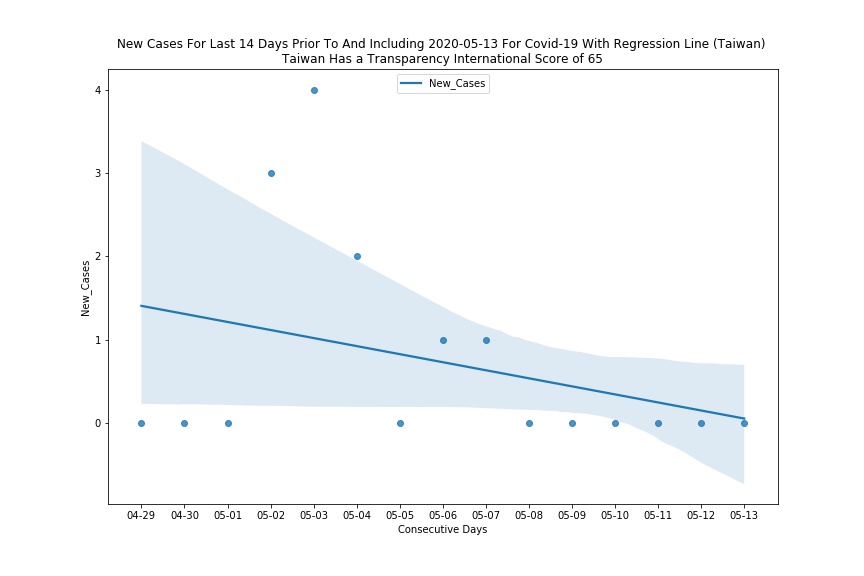 New Cases For Last 14 Days Prior To And Including 2020-05-13 For Covid-19 With Regression Line (Taiwan)
Taiwan Has a Transparency International Score of 65
New_Cases
4
3
2
1
0
New_Cases
04-29 04-30 05-01 05-02 05-03 05-04 05-05 05-06 05-07 05-08 05-09 05-10 05-11 05-12 05-13
Consecutive Days